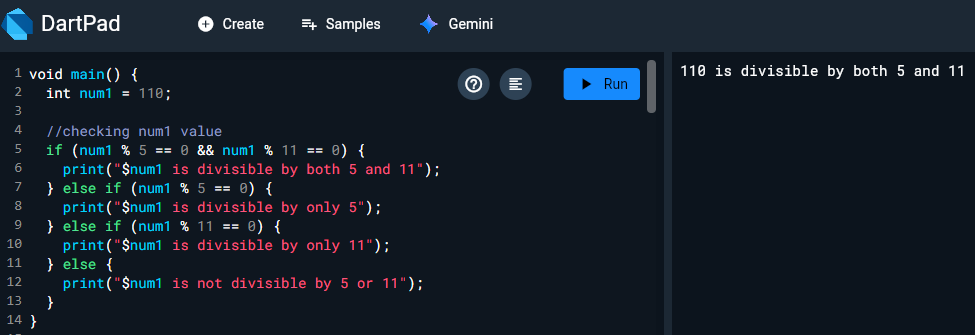 DartPad Create Samples Gemini
1 void main() {
2   int num1 = 110;
3
4   //checking num1 value
5   if (num1 % 5 == 0 && num1 % 11 == 0) {
6     print("$num1 is divisible by both 5 and 11");
7   } else if (num1 % 5 == 0) {
8     print("$num1 is divisible by only 5");
9   } else if (num1 % 11 == 0) {
10     print("$num1 is divisible by only 11");
11   } else {
12     print("$num1 is not divisible by 5 or 11");
13   }
14 }
Run
110 is divisible by both 5 and 11